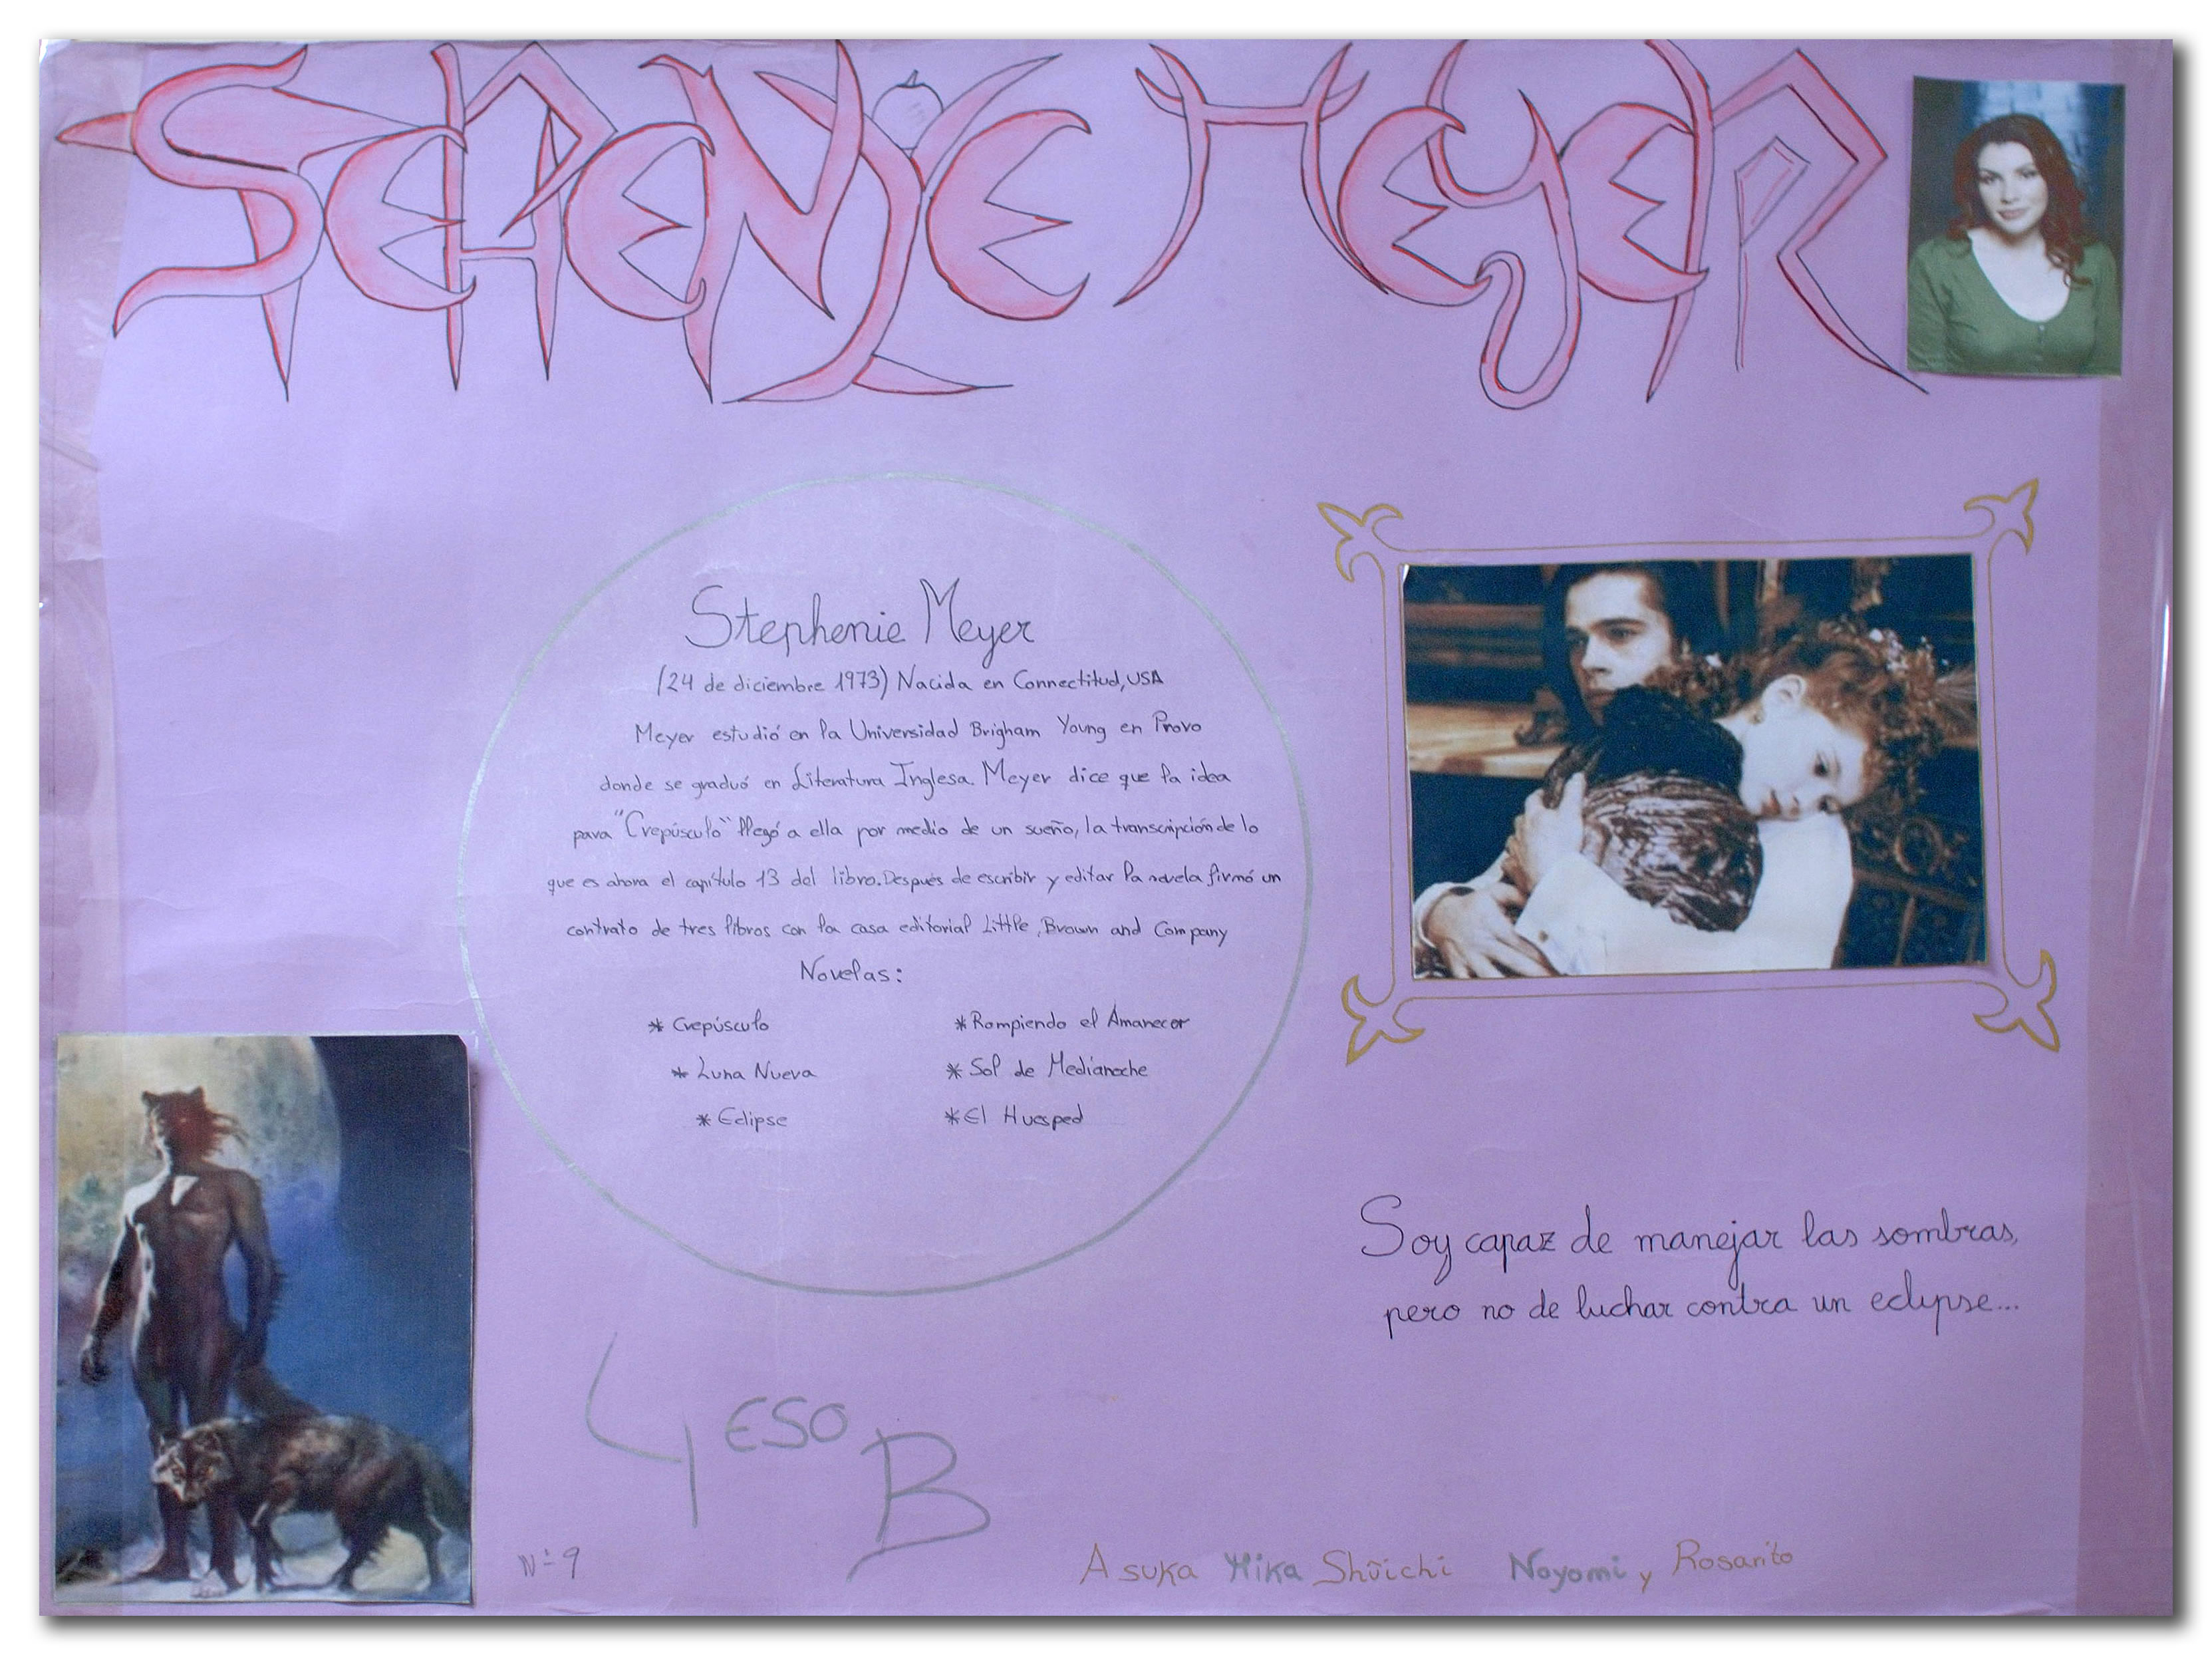 STEPHENIE MEYER
Stephenie Meyer
(24 de diciembre 1973) Nacida en Connectitud, USA
Meyer estudió en la Universidad Brigham Young en Provo
donde se graduó en Literatura Inglesa. Meyer dice que la idea
para "Crepúsculo" llegó a ella por medio de un sueño, la transcripción de lo
que es ahora el capítulo 13 del libro. Después de escribir y editar la novela firmó un
contrato de tres libros con la casa editorial Little, Brown and Company
Novelas:
* Crepúsculo * Rompiendo el Amanecer
* Luna Nueva * Sol de Medianoche
* Eclipse * El Huesped
Soy capaz de manejar las sombras,
pero no de luchar contra un eclypse...
4 ESO B
Nº 9
Asuka Mika Shûichi Noyomi y Rosarito